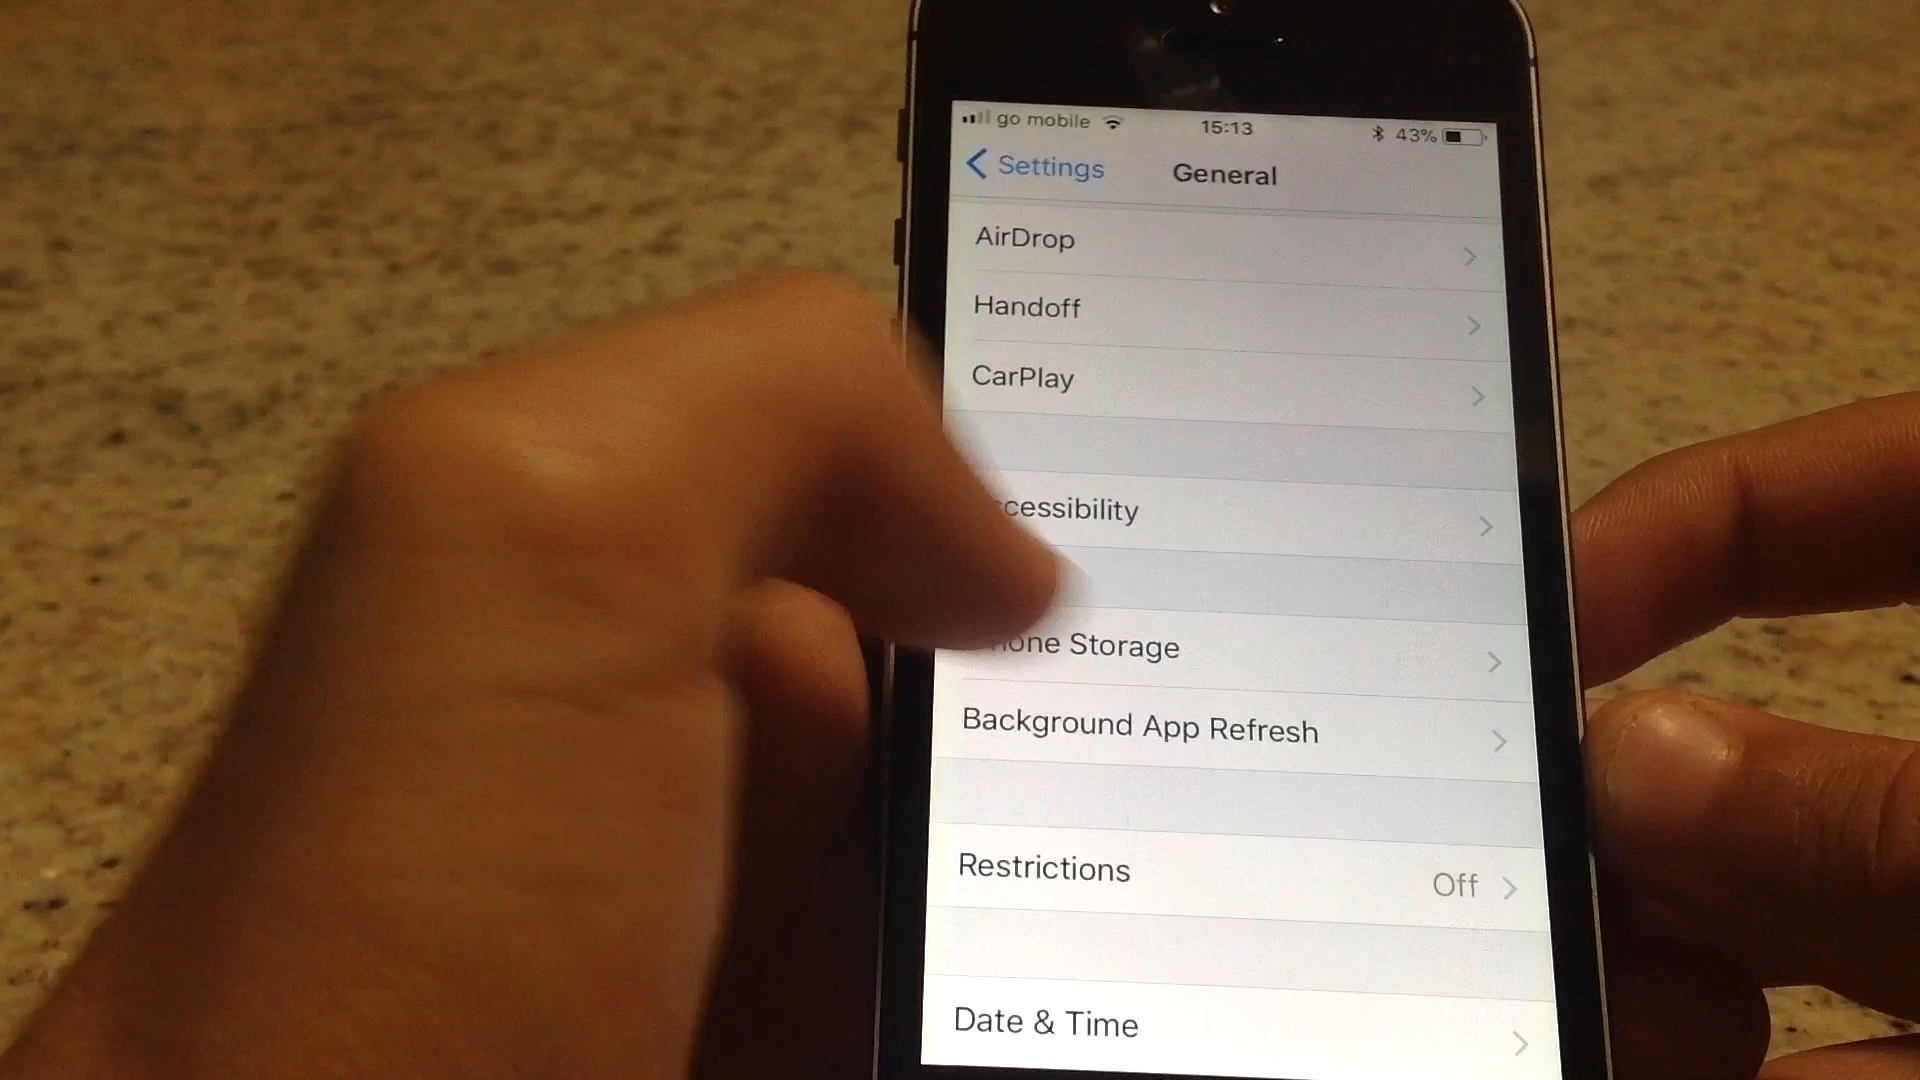 go mobile 15:13 43%
Settings General
AirDrop
Handoff
CarPlay
ccessibility
one Storage
Background App Refresh
Restrictions Off
Date & Time